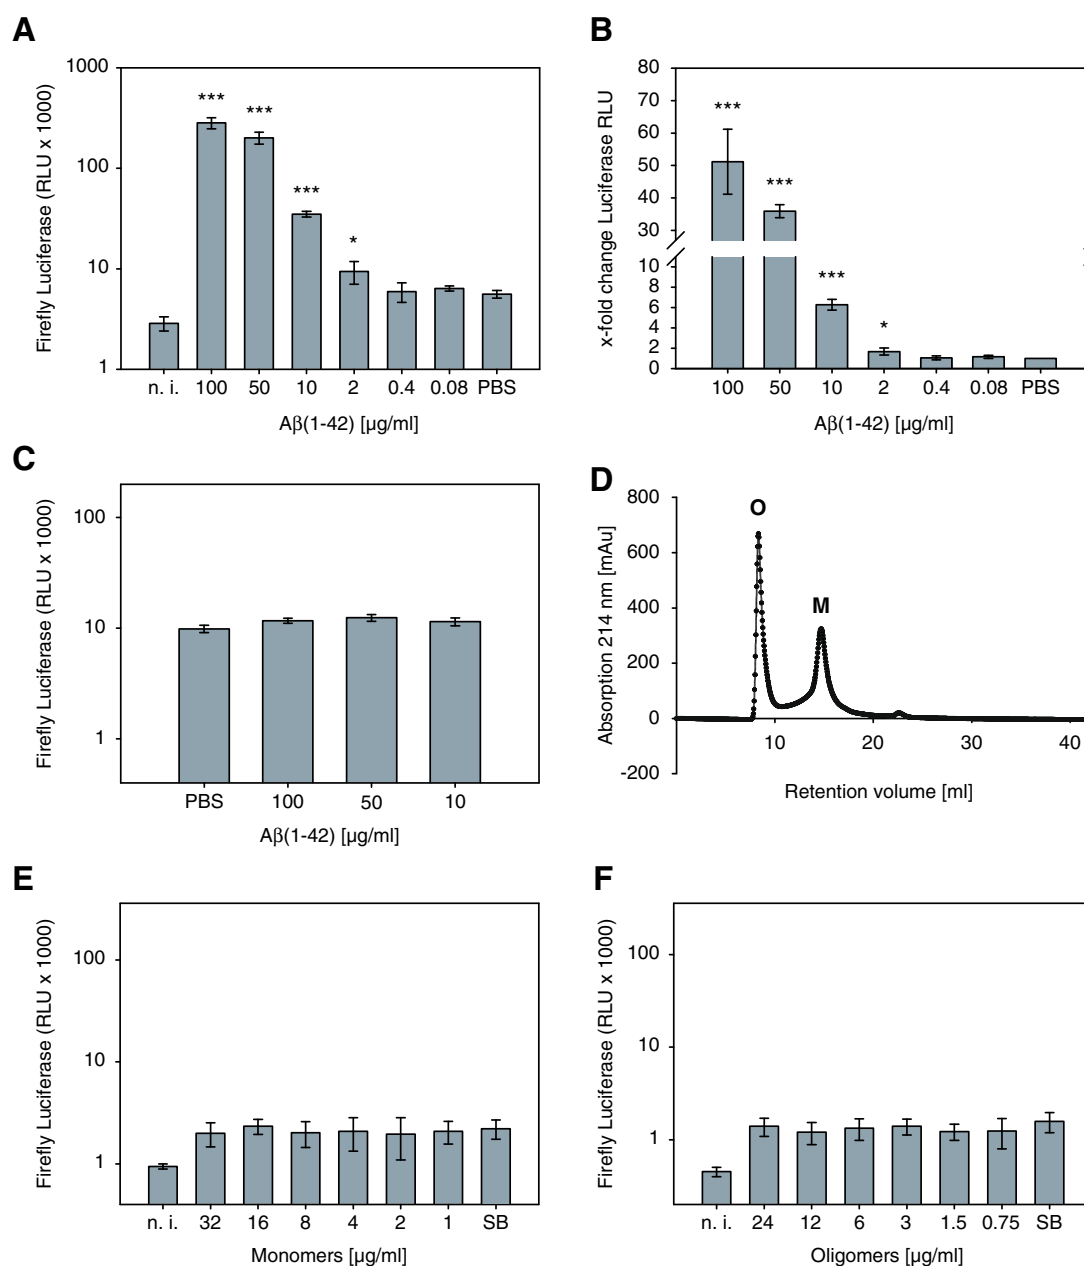 A
Firefly Luciferase (RLU x 1000)
1000
100
10
1
***
***
***
*
n. i. 100 50 10 2 0.4 0.08 PBS
Aβ(1-42) [µg/ml]
B
x-fold change Luciferase RLU
80
70
60
50
40
30
10
8
6
4
2
0
***
***
***
*
100 50 10 2 0.4 0.08 PBS
Aβ(1-42) [µg/ml]
C
Firefly Luciferase (RLU x 1000)
100
10
1
PBS 100 50 10
Aβ(1-42) [µg/ml]
D
Absorption 214 nm [mAu]
800
600
400
200
0
-200
O
M
10 20 30 40
Retention volume [ml]
E
Firefly Luciferase (RLU x 1000)
100
10
1
n. i. 32 16 8 4 2 1 SB
Monomers [µg/ml]
F
Firefly Luciferase (RLU x 1000)
100
10
1
n. i. 24 12 6 3 1.5 0.75 SB
Oligomers [µg/ml]